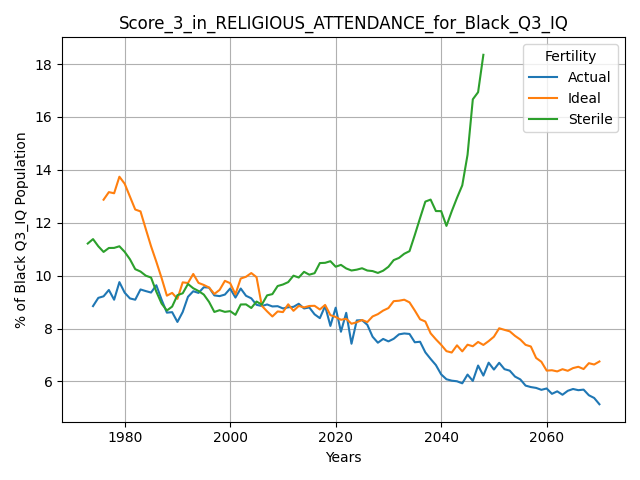 Score_3_in_RELIGIOUS_ATTENDANCE_for_Black_Q3_IQ
% of Black Q3_IQ Population
18
16
14
12
10
8
6
Fertility
Actual
Ideal
Sterile
1980 2000 2020 2040 2060
Years